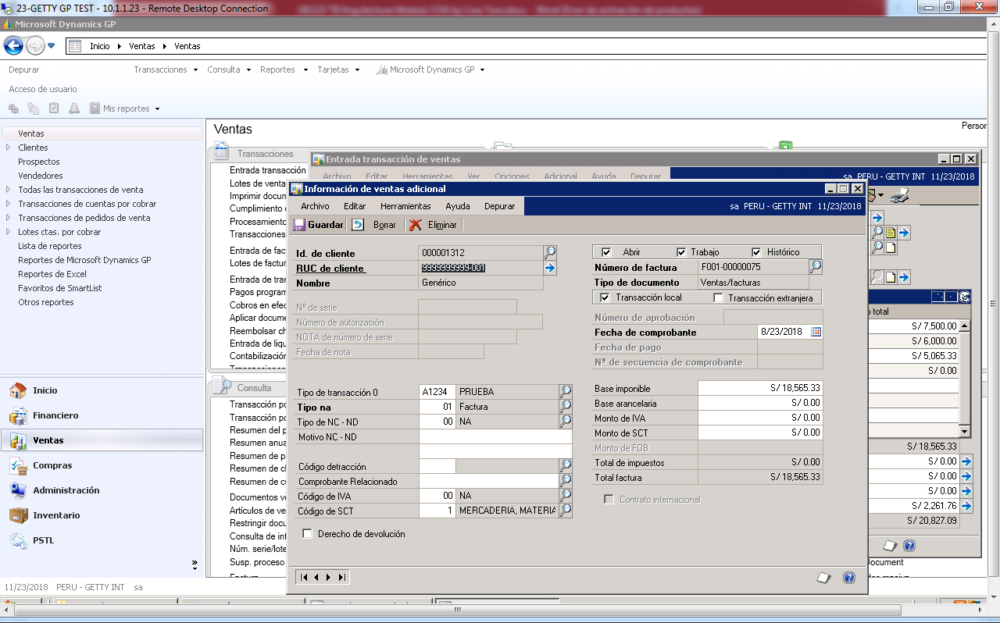 23-GETTY GP TEST - 10.1.1.23 - Remote Desktop Connection
Microsoft Dynamics GP
Inicio Ventas Ventas
Depurar Transacciones Consulta Reportes Tarjetas Microsoft Dynamics GP
Acceso de usuario
Mis reportes
Ventas
Clientes
Prospectos
Vendedores
Todas las transacciones de venta
Transacciones de cuentas por cobrar
Transacciones de pedidos de venta
Lotes ctas. por cobrar
Lista de reportes
Reportes de Microsoft Dynamics GP
Reportes de Excel
Favoritos de SmartList
Otros reportes
Inicio
Financiero
Ventas
Compras
Administración
Inventario
PSTL
11/23/2018 PERU - GETTY INT sa
Ventas
Person
Transacciones
Entrada transacción
Lotes de venta
Imprimir docum
Cumplimiento
Procesamiento
Transacciones
Entrada de fac
Lotes de factur
Entrada de tra
Pagos program
Cobros en efec
Aplicar docume
Reembolsar ch
Entrada de liqu
Contabilizació
Transacciones
Consulta
Transacción po
Transacción po
Resumen del p
Resumen anua
Resumen de p
Resumen de cl
Resumen de cu
Documentos ve
Artículos de ve
Restringir docu
Consulta de in
Núm. serie/lote
Susp. proceso
Factura
Entrada transacción de ventas
Archivo Editar Herramientas Ver Opciones Adicional Ayuda Depurar
sa PERU - GETTY INT 11/23/2018
o total
S/ 7,500.00
S/ 6,000.00
S/ 5,065.33
S/ 0.00
S/ 18,565.33
S/ 0.00
S/ 0.00
S/ 0.00
S/ 2,261.76
S/ 20,827.09
Document
Información de ventas adicional
Archivo Editar Herramientas Ayuda Depurar
sa PERU - GETTY INT 11/23/2018
Guardar Borrar Eliminar
Id. de cliente 000001312
RUC de cliente 9999999999-001
Nombre Genérico
Nº de serie
Número de autorización
NOTA de número de serie
Fecha de nota
Abrir Trabajo Histórico
Número de factura F001-00000075
Tipo de documento Ventas/facturas
Transacción local Transacción extranjera
Número de aprobación
Fecha de comprobante 8/23/2018
Fecha de pago
Nº de secuencia de comprobante
Tipo de transacción 0 A1234 PRUEBA
Tipo na 01 Factura
Tipo de NC - ND 00 NA
Motivo NC - ND
Código detracción
Comprobante Relacionado
Código de IVA 00 NA
Código de SCT 1 MERCADERIA, MATERIA
Derecho de devolución
Base imponible S/ 18,565.33
Base arancelaria S/ 0.00
Monto de IVA S/ 0.00
Monto de SCT S/ 0.00
Monto de FOB
Total de impuestos S/ 0.00
Total factura S/ 18,565.33
Contrato internacional